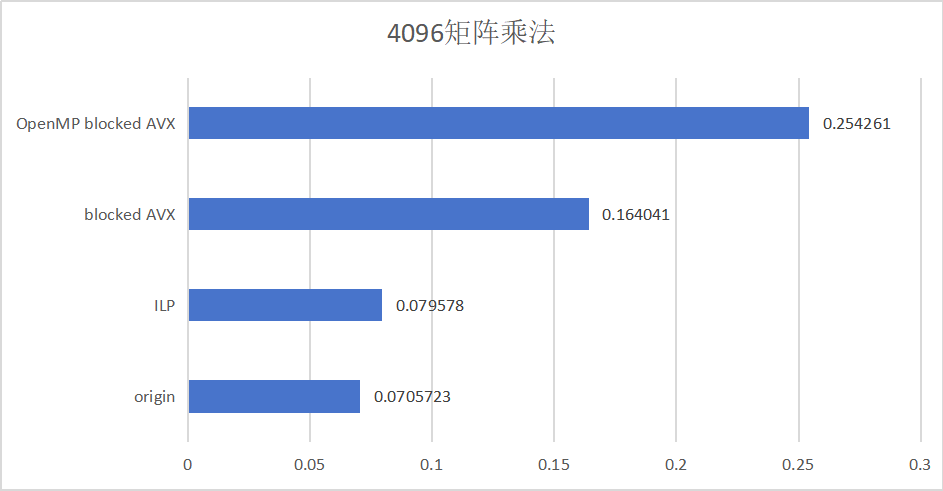 4096矩阵乘法
OpenMP blocked AVX 0.254261
blocked AVX 0.164041
ILP 0.079578
origin 0.0705723
0 0.05 0.1 0.15 0.2 0.25 0.3